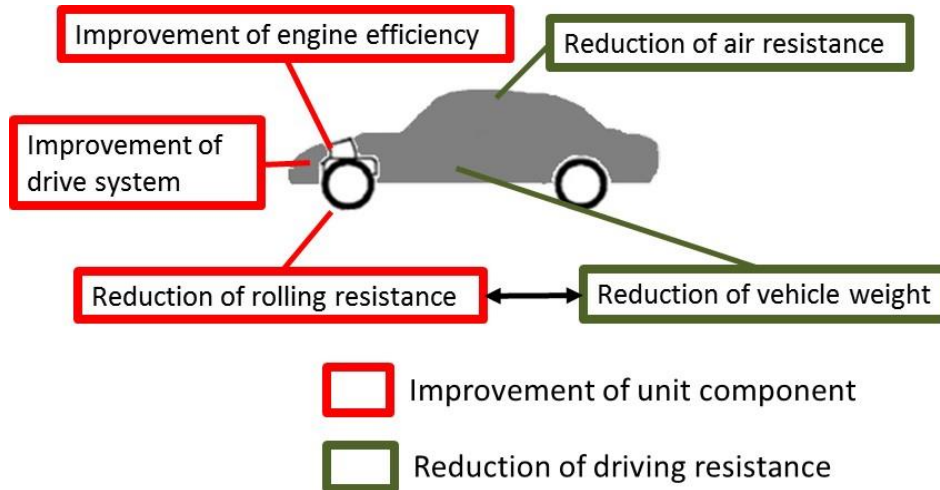 Improvement of engine efficiency
Reduction of air resistance
Improvement of
drive system
Reduction of rolling resistance
Reduction of vehicle weight
Improvement of unit component
Reduction of driving resistance